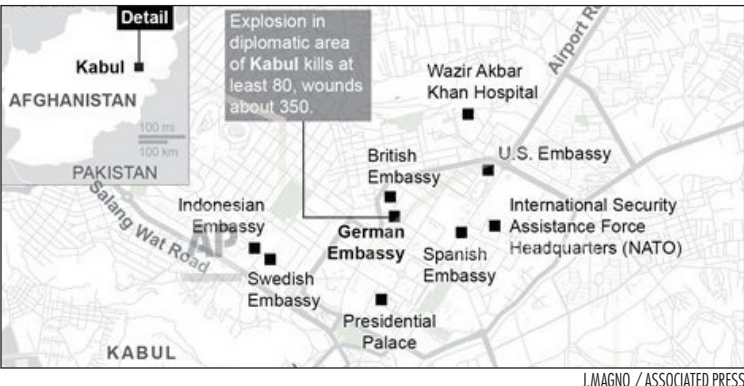 Detail
Kabul
AFGHANISTAN
100 mi
100 km
PAKISTAN
Explosion in
diplomatic area
of Kabul kills at
least 80, wounds
about 350.
Airport
Wazir Akbar
Khan Hospital
British
Embassy
U.S. Embassy
Salang Wat Road
Indonesian
Embassy
AP
German
Embassy
International Security
Assistance Force
Headquarters (NATO)
Spanish
Embassy
Swedish
Embassy
Presidential
Palace
KABUL
J.MAGNO / ASSOCIATED PRESS